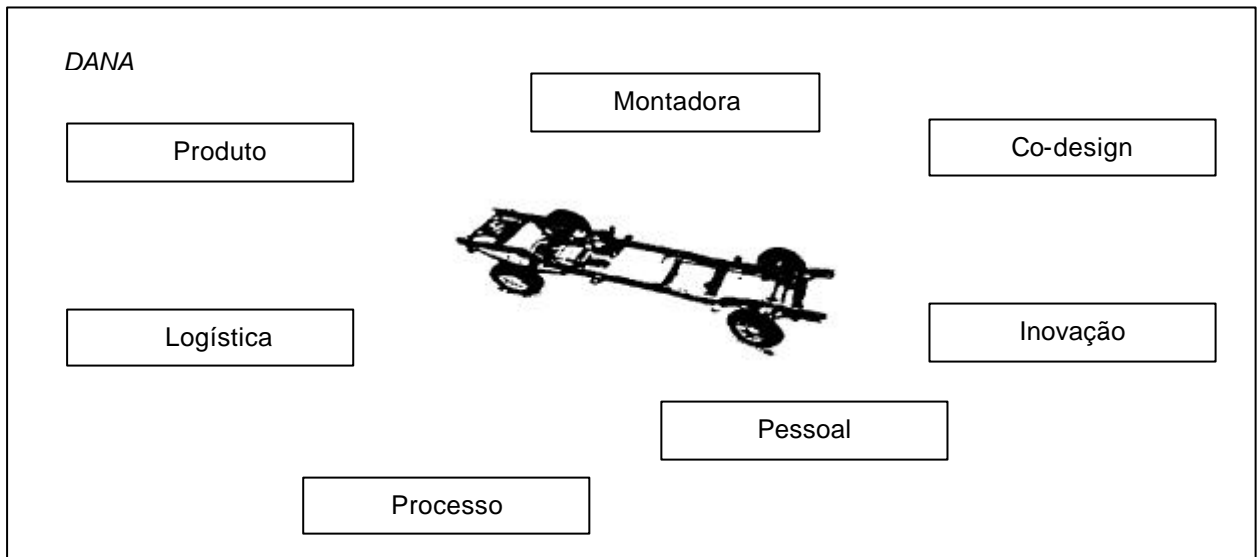 DANA
Montadora
Produto
Co-design
Logística
Inovação
Pessoal
Processo